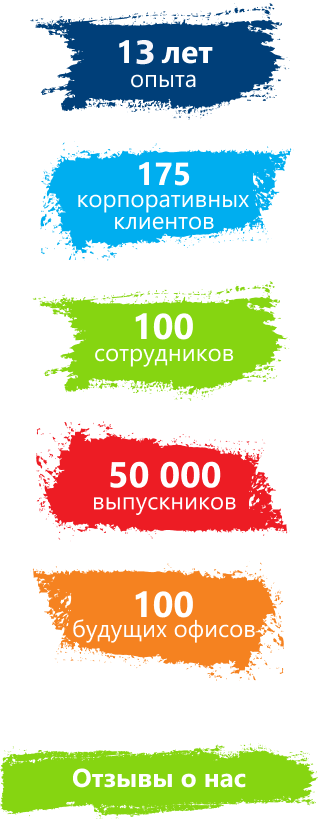 13 лет
опыта
175
корпоративных
клиентов
100
сотрудников
50 000
выпускников
100
будущих офисов
Отзывы о нас